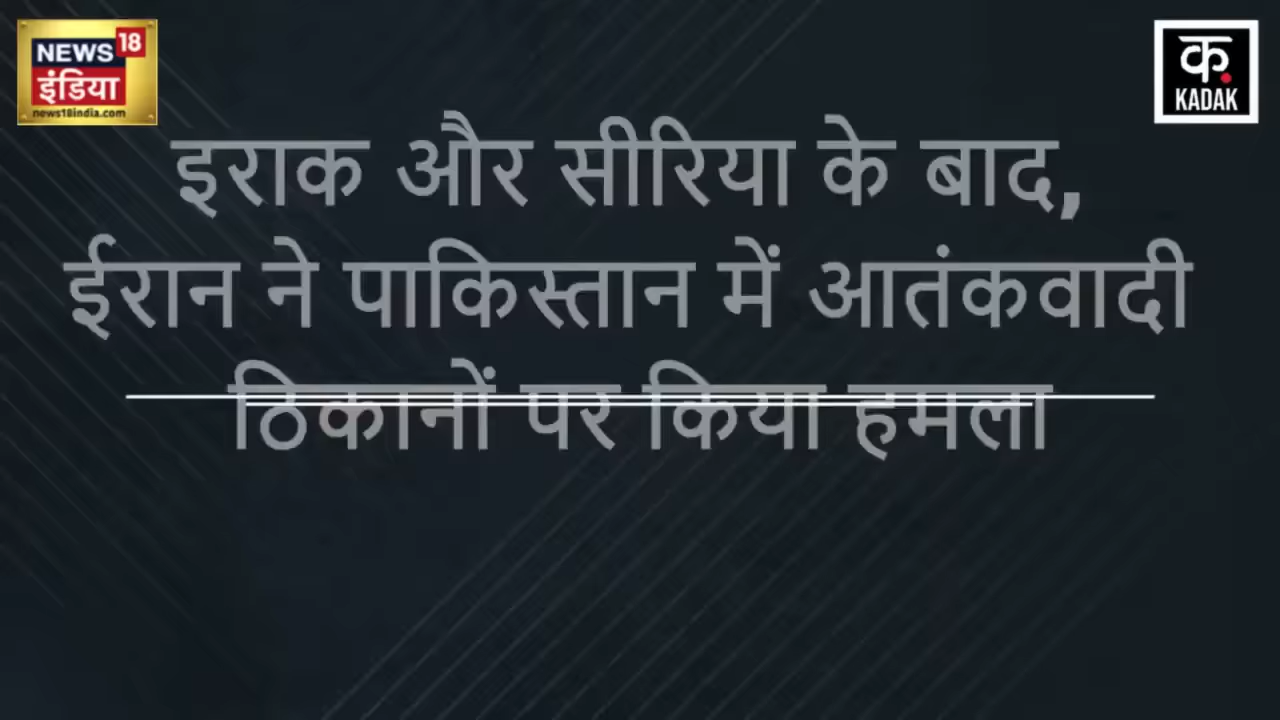 NEWS 18
इंडिया
news18india.com
क
KADAK
इराक और सीरिया के बाद,
ईरान ने पाकिस्तान में आतंकवादी
ठिकानों पर किया हमला